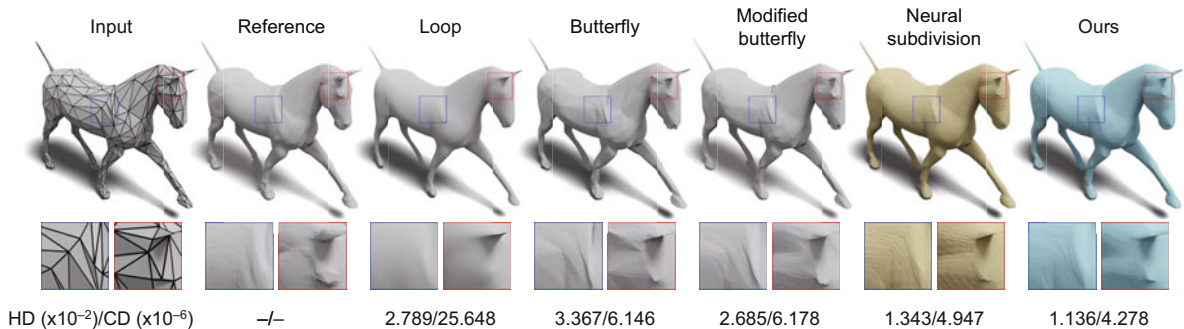 Input
Reference
Loop
Butterfly
Modified
butterfly
Neural
subdivision
Ours
HD (x10⁻²)/CD (x10⁻⁶)
–/–
2.789/25.648
3.367/6.146
2.685/6.178
1.343/4.947
1.136/4.278